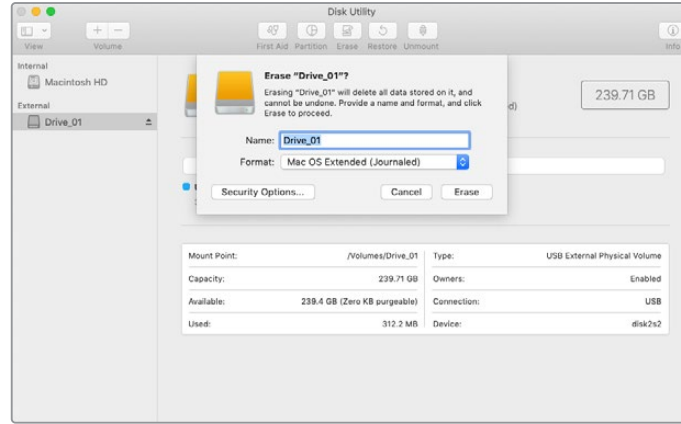 Disk Utility
View
Volume
First Aid
Partition
Erase
Restore
Unmount
Info
Internal
Macintosh HD
External
Drive_01
239.71 GB
Erase "Drive_01"?
Erasing "Drive_01" will delete all data stored on it, and
cannot be undone. Provide a name and format, and click
Erase to proceed.
Name: Drive_01
Format: Mac OS Extended (Journaled)
Security Options...
Cancel
Erase
Mount Point: /Volumes/Drive_01
Type: USB External Physical Volume
Capacity: 239.71 GB
Owners: Enabled
Available: 239.4 GB (Zero KB purgeable)
Connection: USB
Used: 312.2 MB
Device: disk2s2